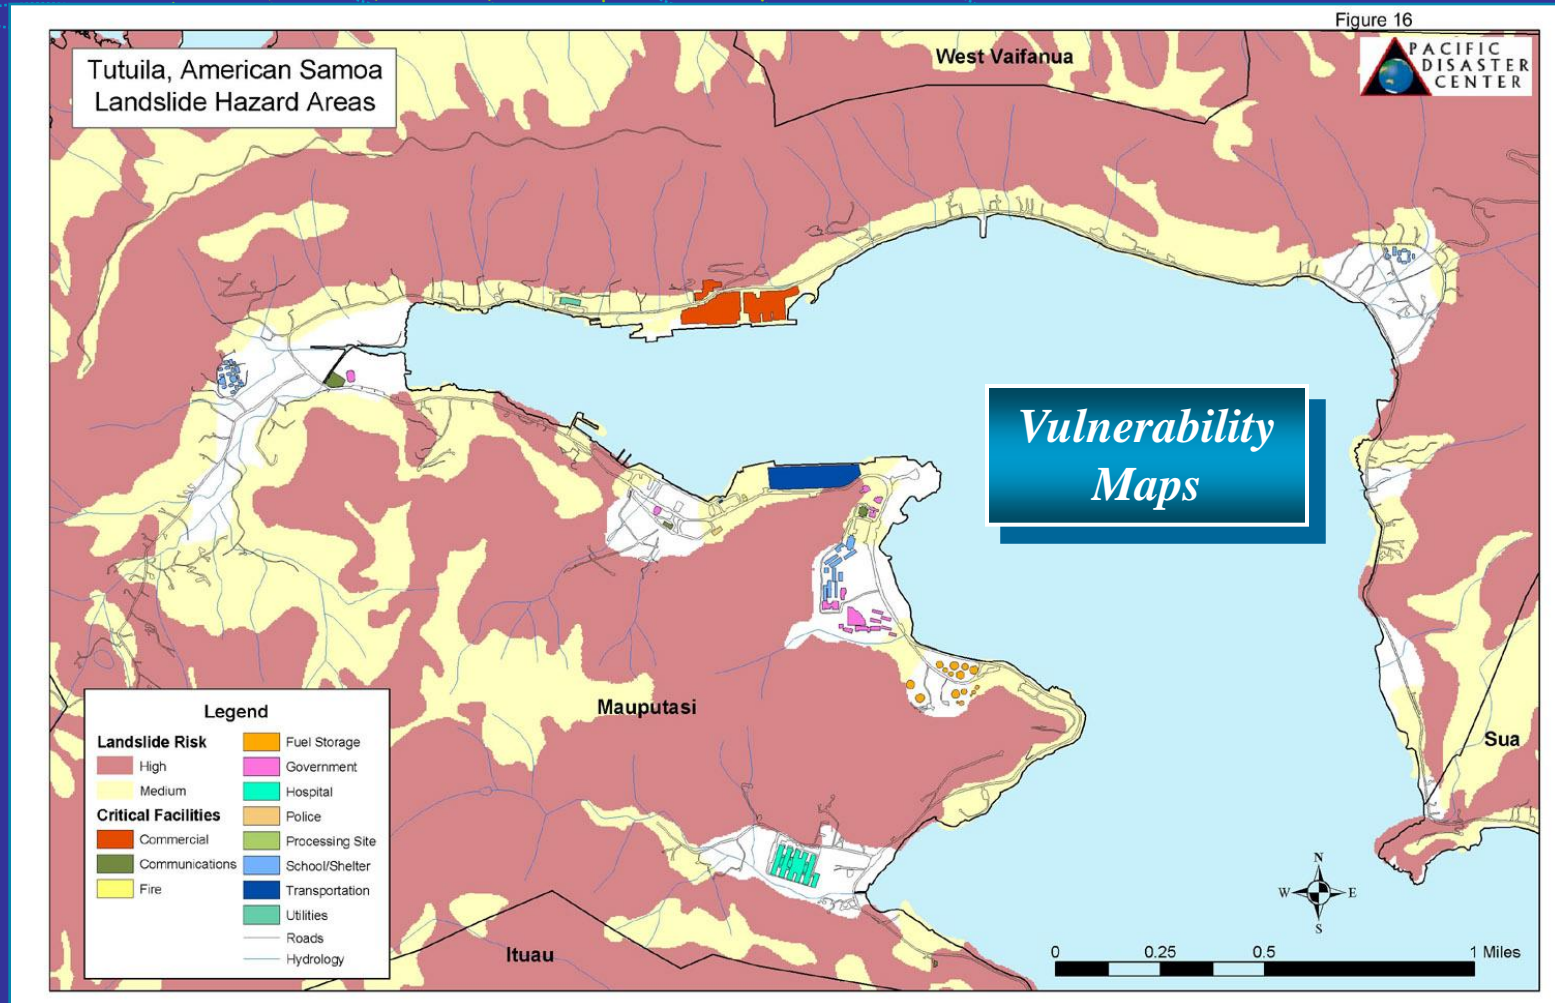 Figure 16
Tutuila, American Samoa
Landslide Hazard Areas
West Vaifanua
PACIFIC
DISASTER
CENTER
Vulnerability
Maps
Mauputasi
Sua
Ituau
Legend
Landslide Risk
High
Medium
Critical Facilities
Commercial
Communications
Fire
Fuel Storage
Government
Hospital
Police
Processing Site
School/Shelter
Transportation
Utilities
Roads
Hydrology
N
W E
S
0 0.25 0.5 1 Miles